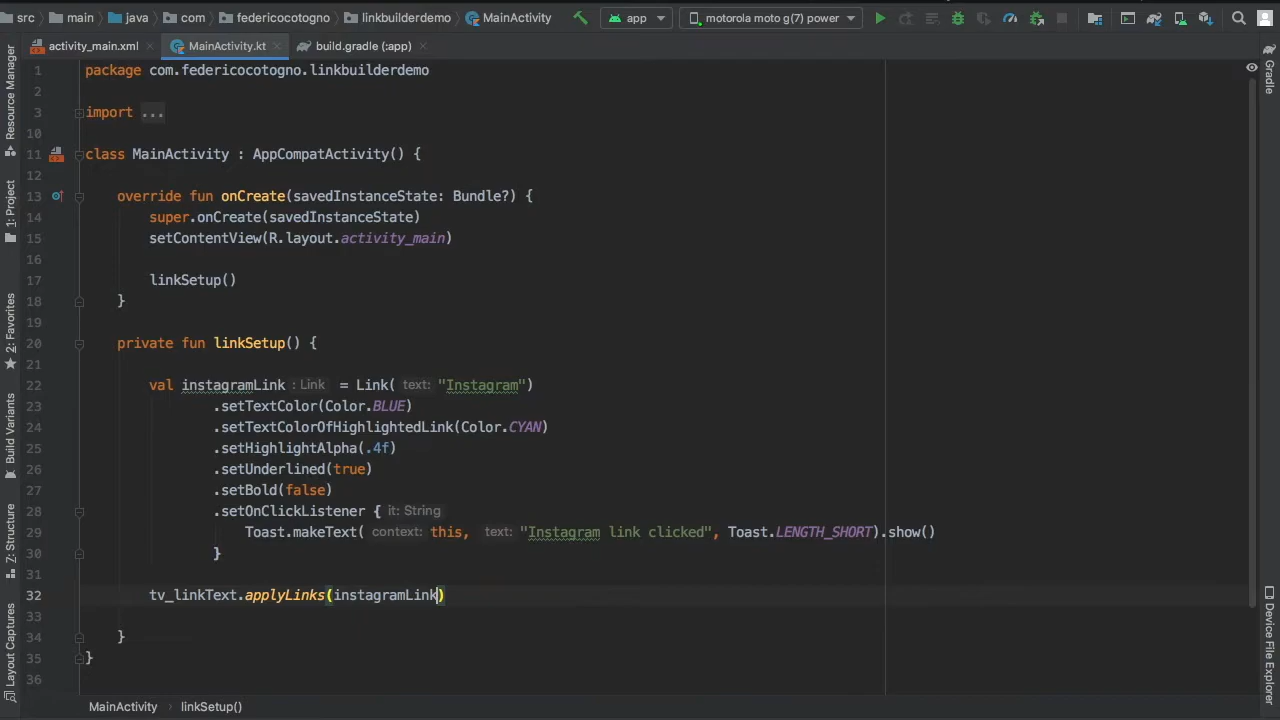 src main java com federicocotogno linkbuilderdemo MainActivity app motorola moto g(7) power
activity_main.xml MainActivity.kt build.gradle (:app)
1 package com.federicocotogno.linkbuilderdemo
2
3 import ...
10
11 class MainActivity : AppCompatActivity() {
12
13 override fun onCreate(savedInstanceState: Bundle?) {
14 super.onCreate(savedInstanceState)
15 setContentView(R.layout.activity_main)
16
17 linkSetup()
18 }
19
20 private fun linkSetup() {
21
22 val instagramLink : Link = Link( text: "Instagram")
23 .setTextColor(Color.BLUE)
24 .setTextColorOfHighlightedLink(Color.CYAN)
25 .setHighlightAlpha(.4f)
26 .setUnderlined(true)
27 .setBold(false)
28 .setOnClickListener { it: String
29 Toast.makeText( context: this, text: "Instagram link clicked", Toast.LENGTH_SHORT).show()
30 }
31
32 tv_linkText.applyLinks(instagramLink)
33
34 }
35 }
36
MainActivity linkSetup()
Resource Manager
1: Project
2: Favorites
Build Variants
7: Structure
Layout Captures
Gradle
Device File Explorer